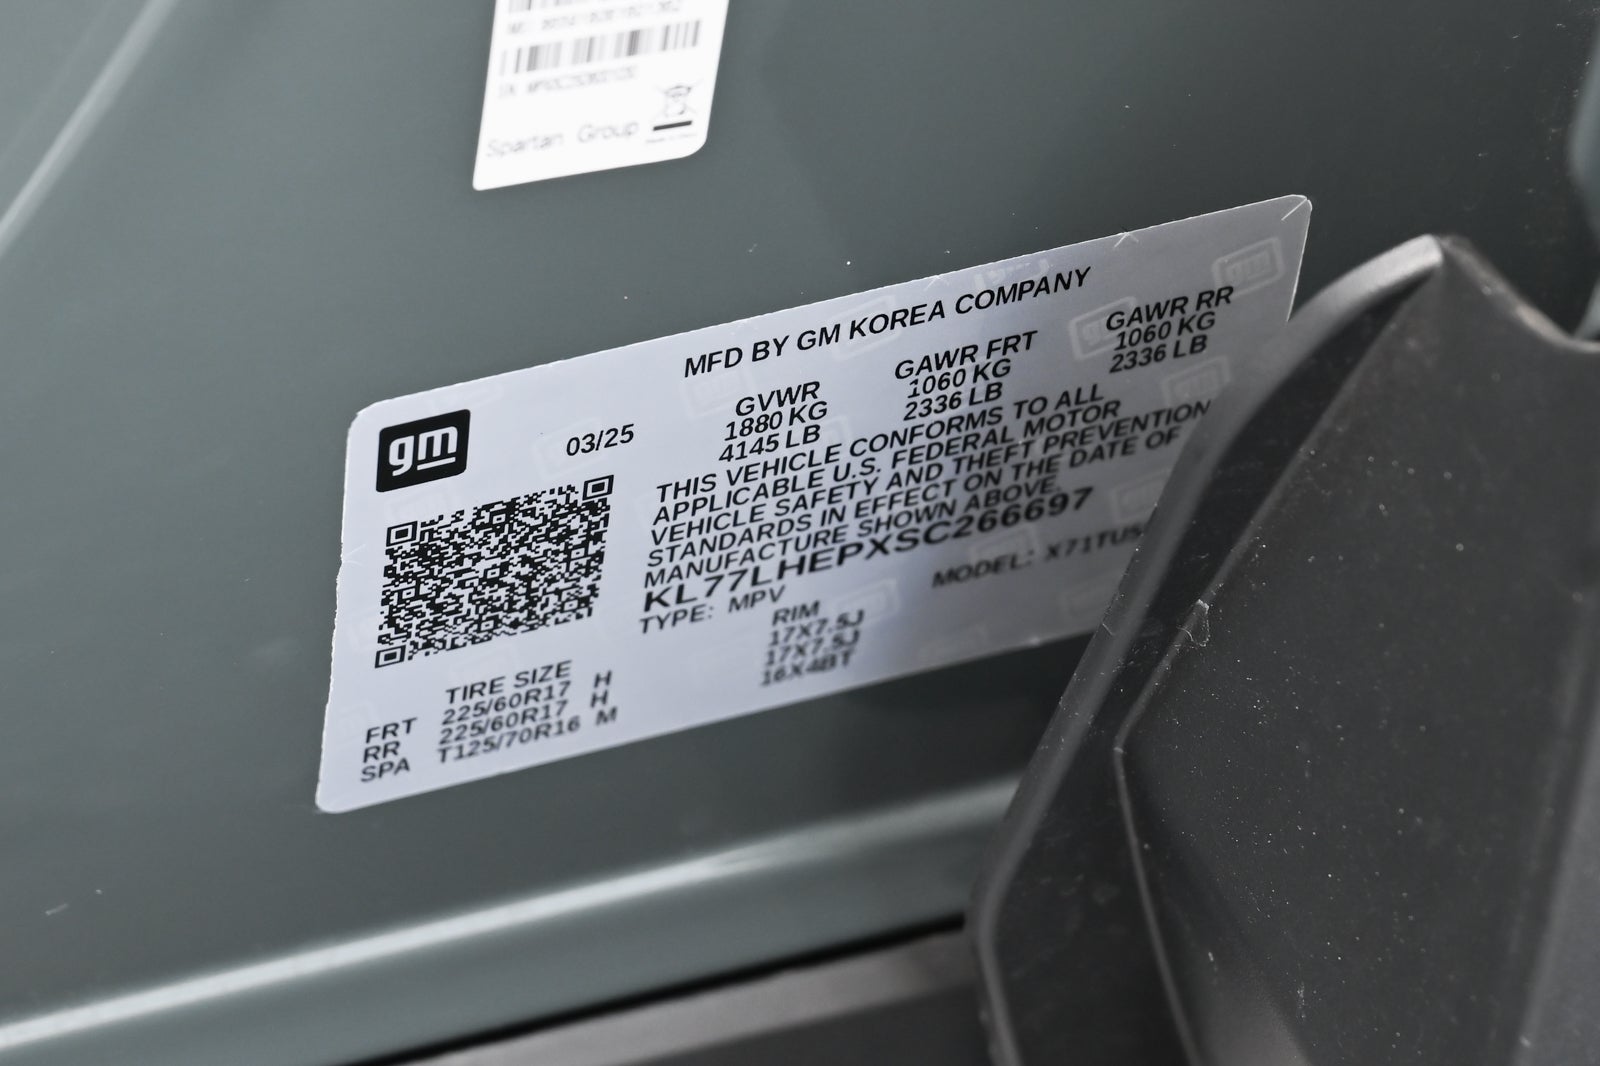 Spartan Group
MFD BY GM KOREA COMPANY
gm
03/25
GVWR GAWR FRT GAWR RR
1880 KG 1060 KG 1060 KG
4145 LB 2336 LB 2336 LB
THIS VEHICLE CONFORMS TO ALL
APPLICABLE U.S. FEDERAL MOTOR
VEHICLE SAFETY AND THEFT PREVENTION
STANDARDS IN EFFECT ON THE DATE OF
MANUFACTURE SHOWN ABOVE.
KL77LHEPXSC266697
TYPE: MPV MODEL: X71TUS
TIRE SIZE RIM
FRT 225/60R17 H 17X7.5J
RR 225/60R17 H 17X7.5J
SPA T125/70R16 M 16X4BT